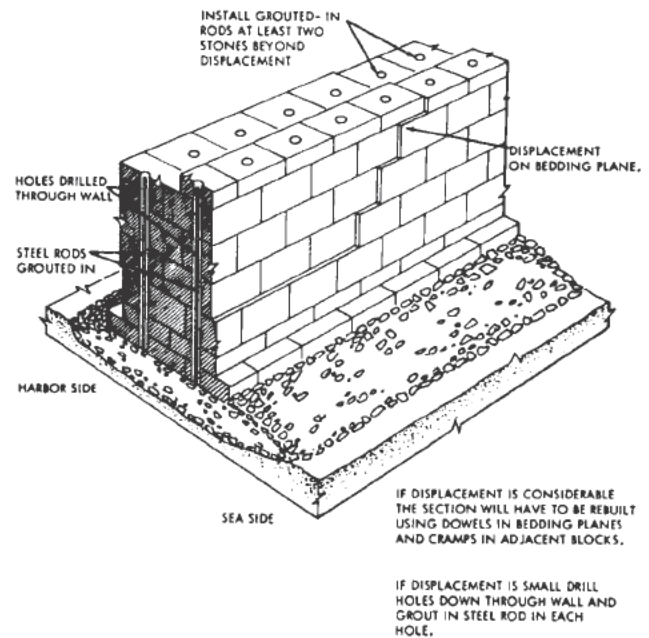 INSTALL GROUTED- IN
RODS AT LEAST TWO
STONES BEYOND
DISPLACEMENT
DISPLACEMENT
ON BEDDING PLANE.
HOLES DRILLED
THROUGH WALL
STEEL RODS
GROUTED IN
HARBOR SIDE
SEA SIDE
IF DISPLACEMENT IS CONSIDERABLE
THE SECTION WILL HAVE TO BE REBUILT
USING DOWELS IN BEDDING PLANES
AND CRAMPS IN ADJACENT BLOCKS.
IF DISPLACEMENT IS SMALL DRILL
HOLES DOWN THROUGH WALL AND
GROUT IN STEEL ROD IN EACH
HOLE.